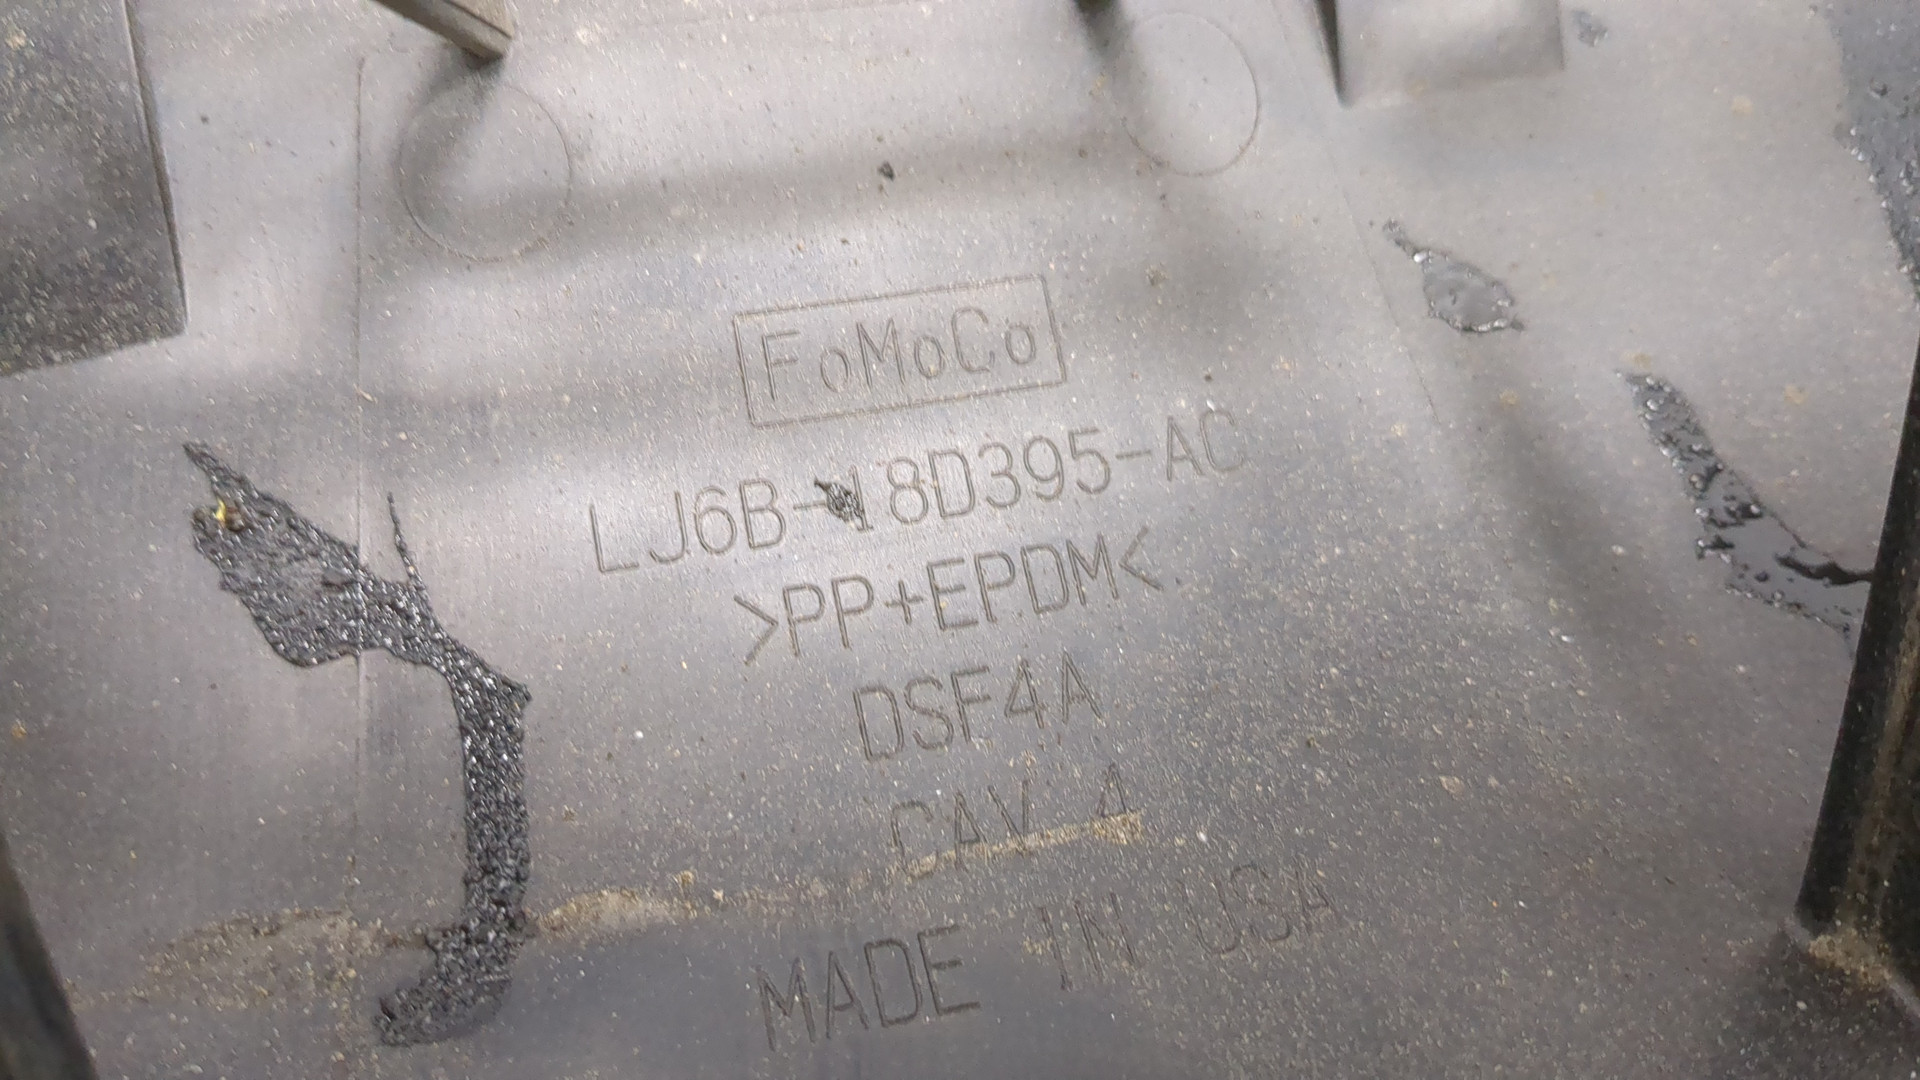 FoMoCo
LJ6B-18D395-AC
>PP+EPDM<
DSF4A
CAV 4
MADE IN USA